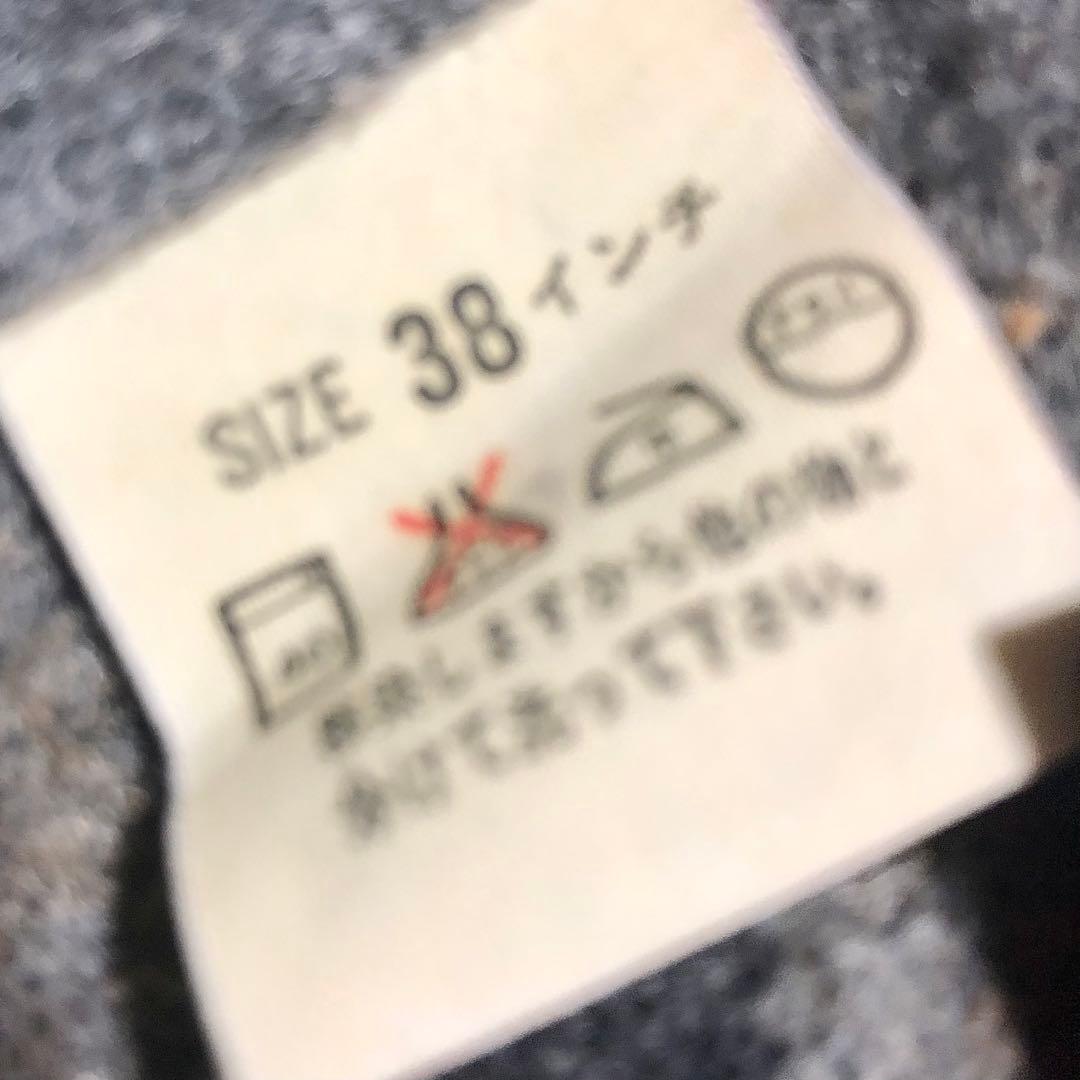 SIZE 38インチ
40
しますから他の物と
分けて洗って下さい。